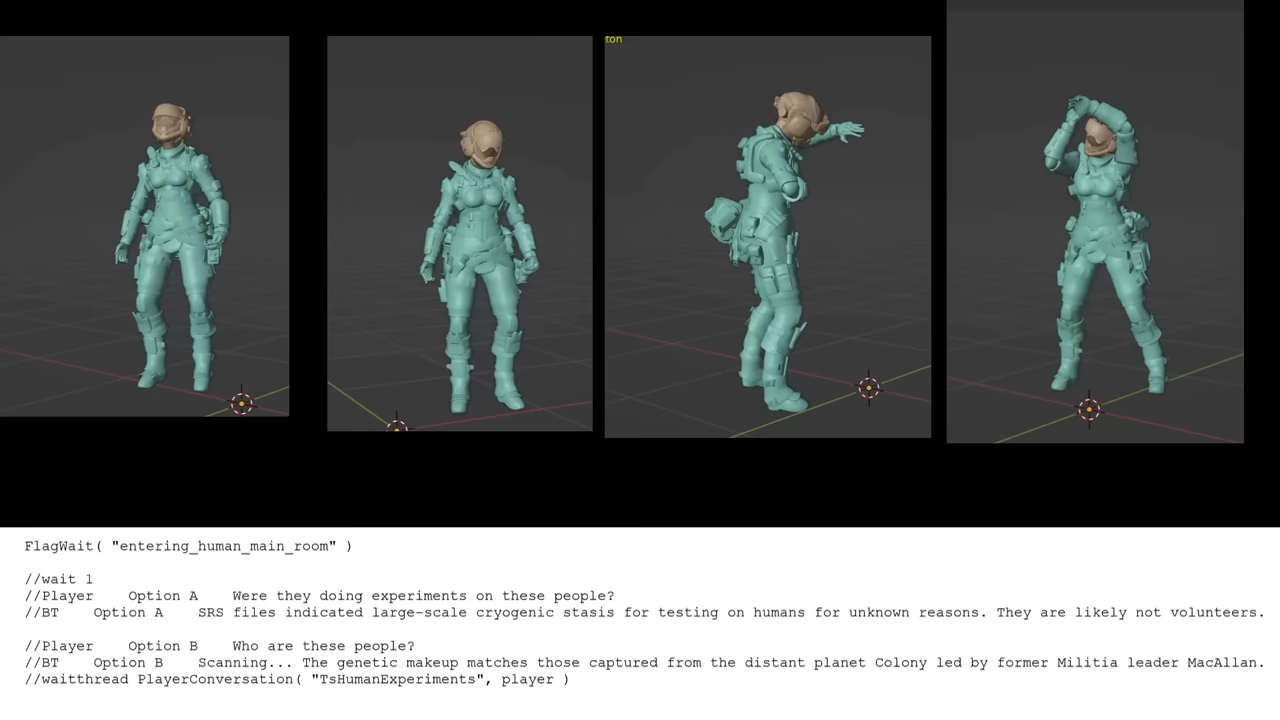 ton
FlagWait( "entering_human_main_room" )
//wait 1
//Player    Option A    Were they doing experiments on these people?
//BT    Option A    SRS files indicated large-scale cryogenic stasis for testing on humans for unknown reasons. They are likely not volunteers.
//Player    Option B    Who are these people?
//BT    Option B    Scanning... The genetic makeup matches those captured from the distant planet Colony led by former Militia leader MacAllan.
//waitthread PlayerConversation( "TsHumanExperiments", player )